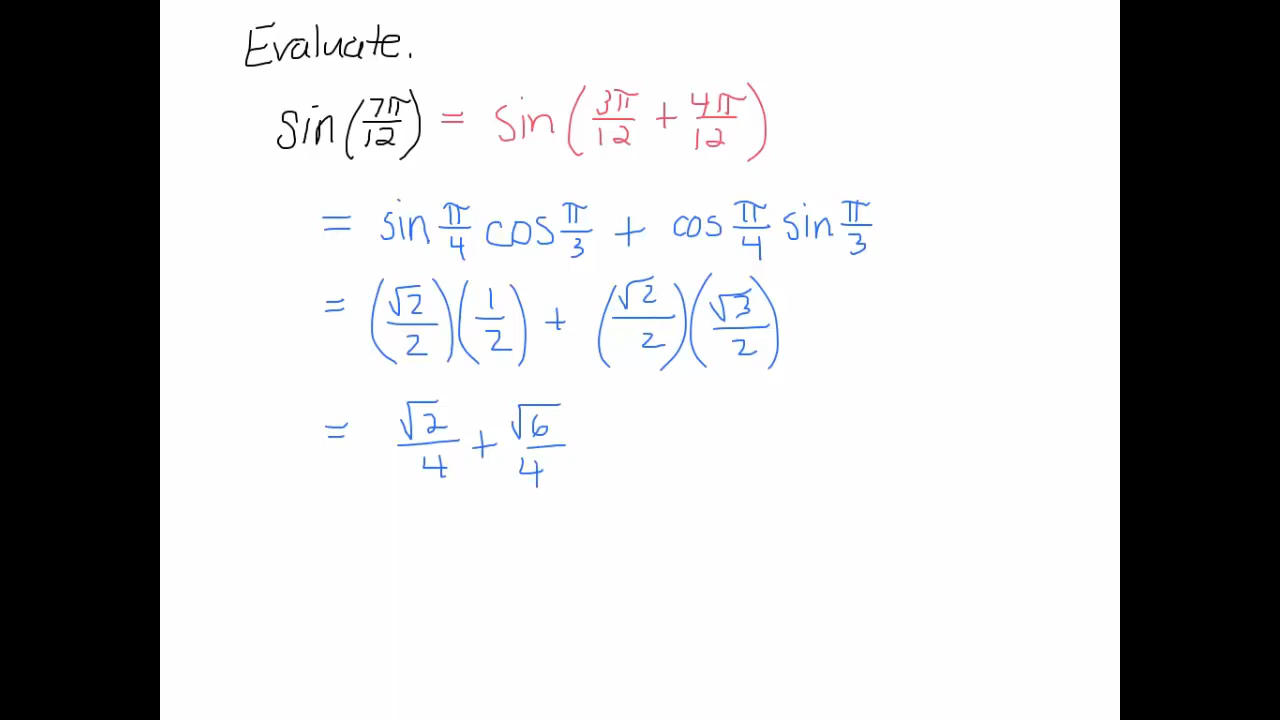 Evaluate.
sin(7π/12) = sin(3π/12 + 4π/12)
= sin π/4 cos π/3 + cos π/4 sin π/3
= (√2/2)(1/2) + (√2/2)(√3/2)
= √2/4 + √6/4